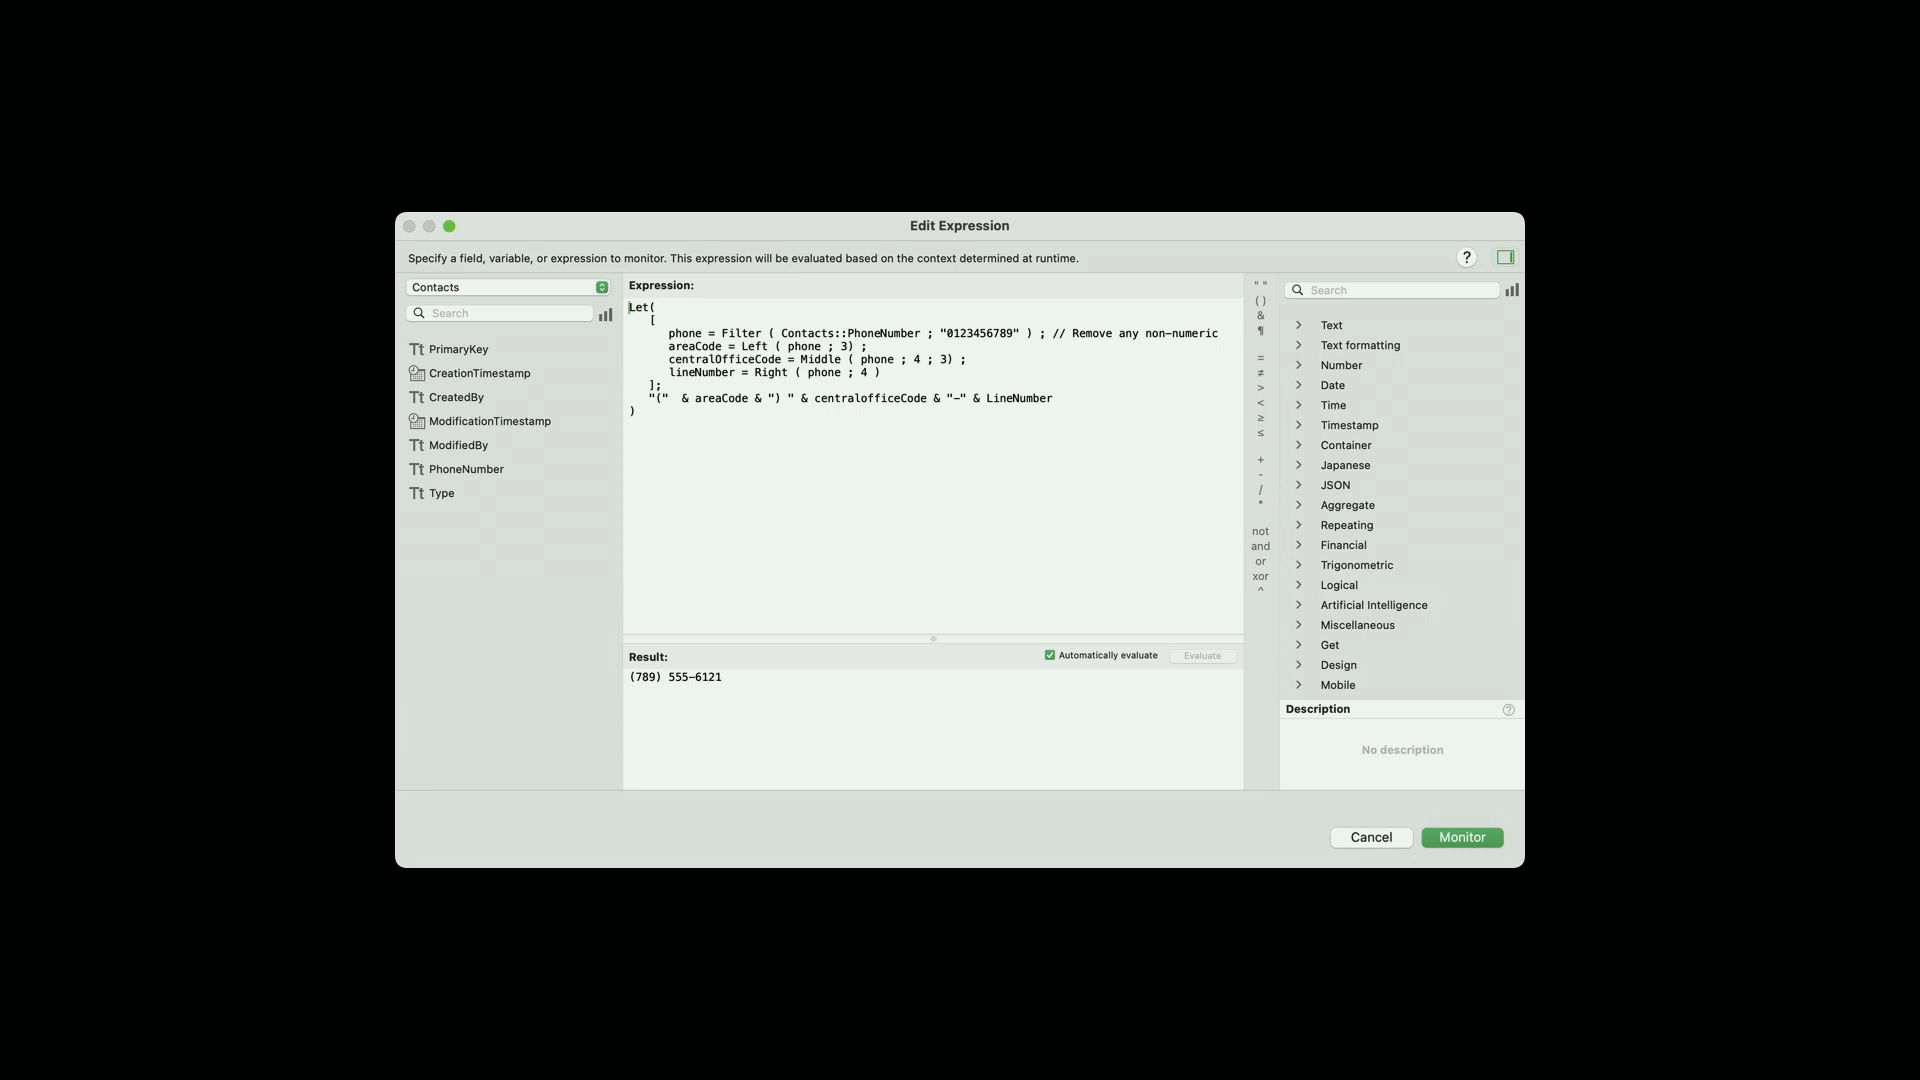 Edit Expression
Specify a field, variable, or expression to monitor. This expression will be evaluated based on the context determined at runtime.
?
Contacts
Search
PrimaryKey
CreationTimestamp
CreatedBy
ModificationTimestamp
ModifiedBy
PhoneNumber
Type
Expression:
Let(
[
phone = Filter ( Contacts::PhoneNumber ; "0123456789" ) ; // Remove any non-numeric
areaCode = Left ( phone ; 3) ;
centralOfficeCode = Middle ( phone ; 4 ; 3) ;
lineNumber = Right ( phone ; 4 )
];
"("  & areaCode & ") " & centralofficeCode & "-" & LineNumber
)
Result:
Automatically evaluate
Evaluate
(789) 555-6121
" "
( )
&
¶
=
≠
>
<
≥
≤
+
-
/
*
not
and
or
xor
^
Search
Text
Text formatting
Number
Date
Time
Timestamp
Container
Japanese
JSON
Aggregate
Repeating
Financial
Trigonometric
Logical
Artificial Intelligence
Miscellaneous
Get
Design
Mobile
Description
?
No description
Cancel
Monitor